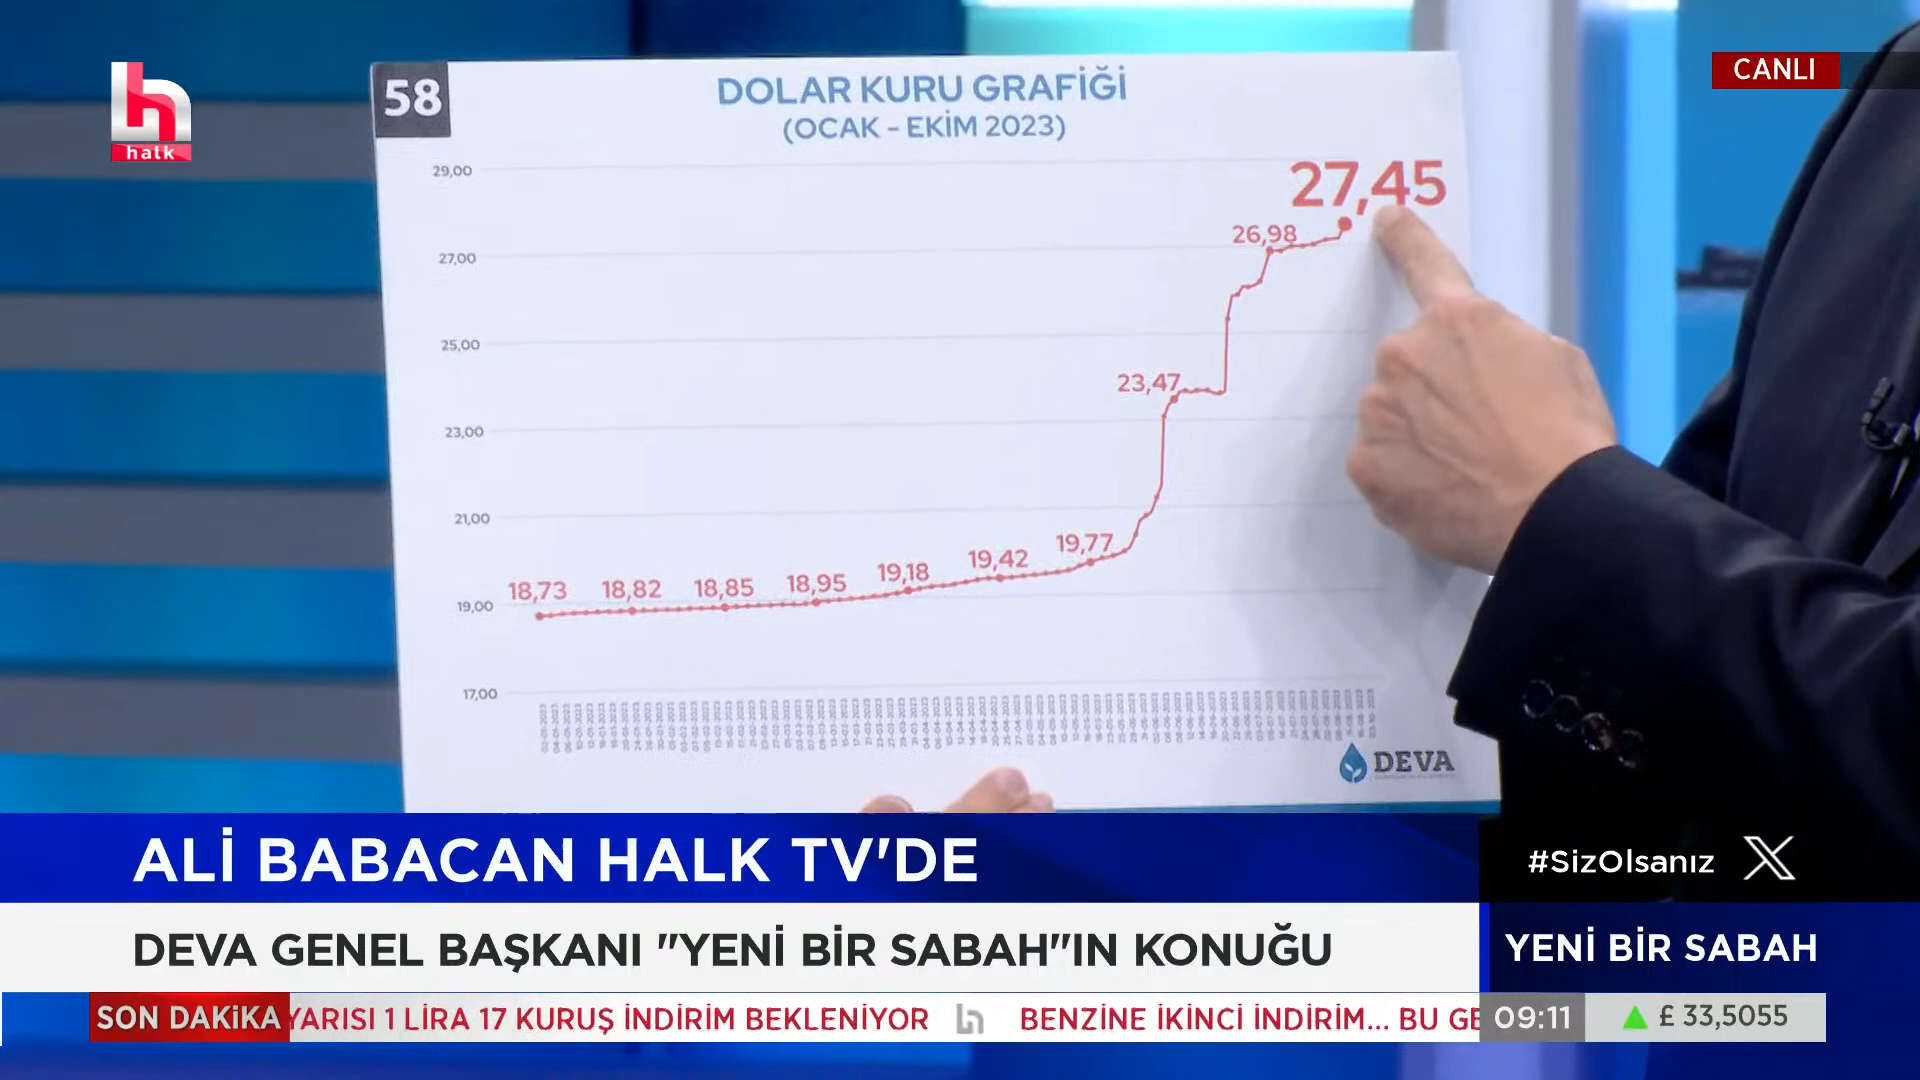 h
halk
CANLI
58
DOLAR KURU GRAFİĞİ
(OCAK - EKİM 2023)
29,00
27,45
26,98
27,00
25,00
23,47
23,00
21,00
19,77
19,42
19,18
18,95
18,85
18,82
18,73
19,00
17,00
DEVA
ALİ BABACAN HALK TV'DE
#SizOlsanız X
DEVA GENEL BAŞKANI "YENİ BİR SABAH"IN KONUĞU
YENİ BİR SABAH
SON DAKİKA YARISI 1 LİRA 17 KURUŞ İNDİRİM BEKLENİYOR h BENZİNE İKİNCİ İNDİRİM... BU GE
09:11
£ 33,5055